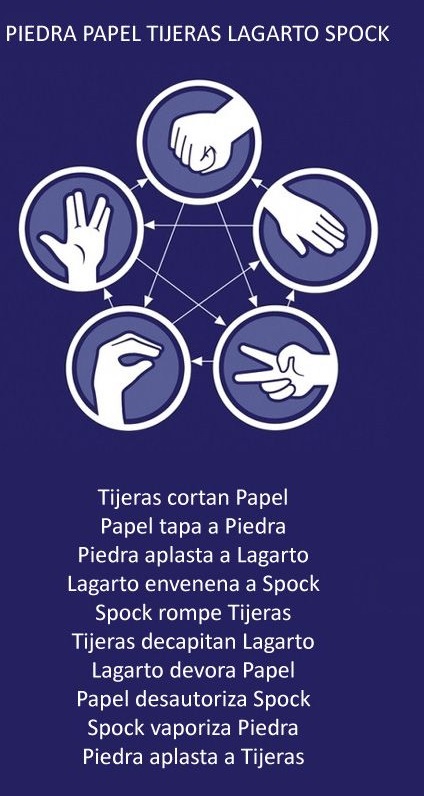 PIEDRA PAPEL TIJERAS LAGARTO SPOCK
Tijeras cortan Papel
Papel tapa a Piedra
Piedra aplasta a Lagarto
Lagarto envenena a Spock
Spock rompe Tijeras
Tijeras decapitan Lagarto
Lagarto devora Papel
Papel desautoriza Spock
Spock vaporiza Piedra
Piedra aplasta a Tijeras